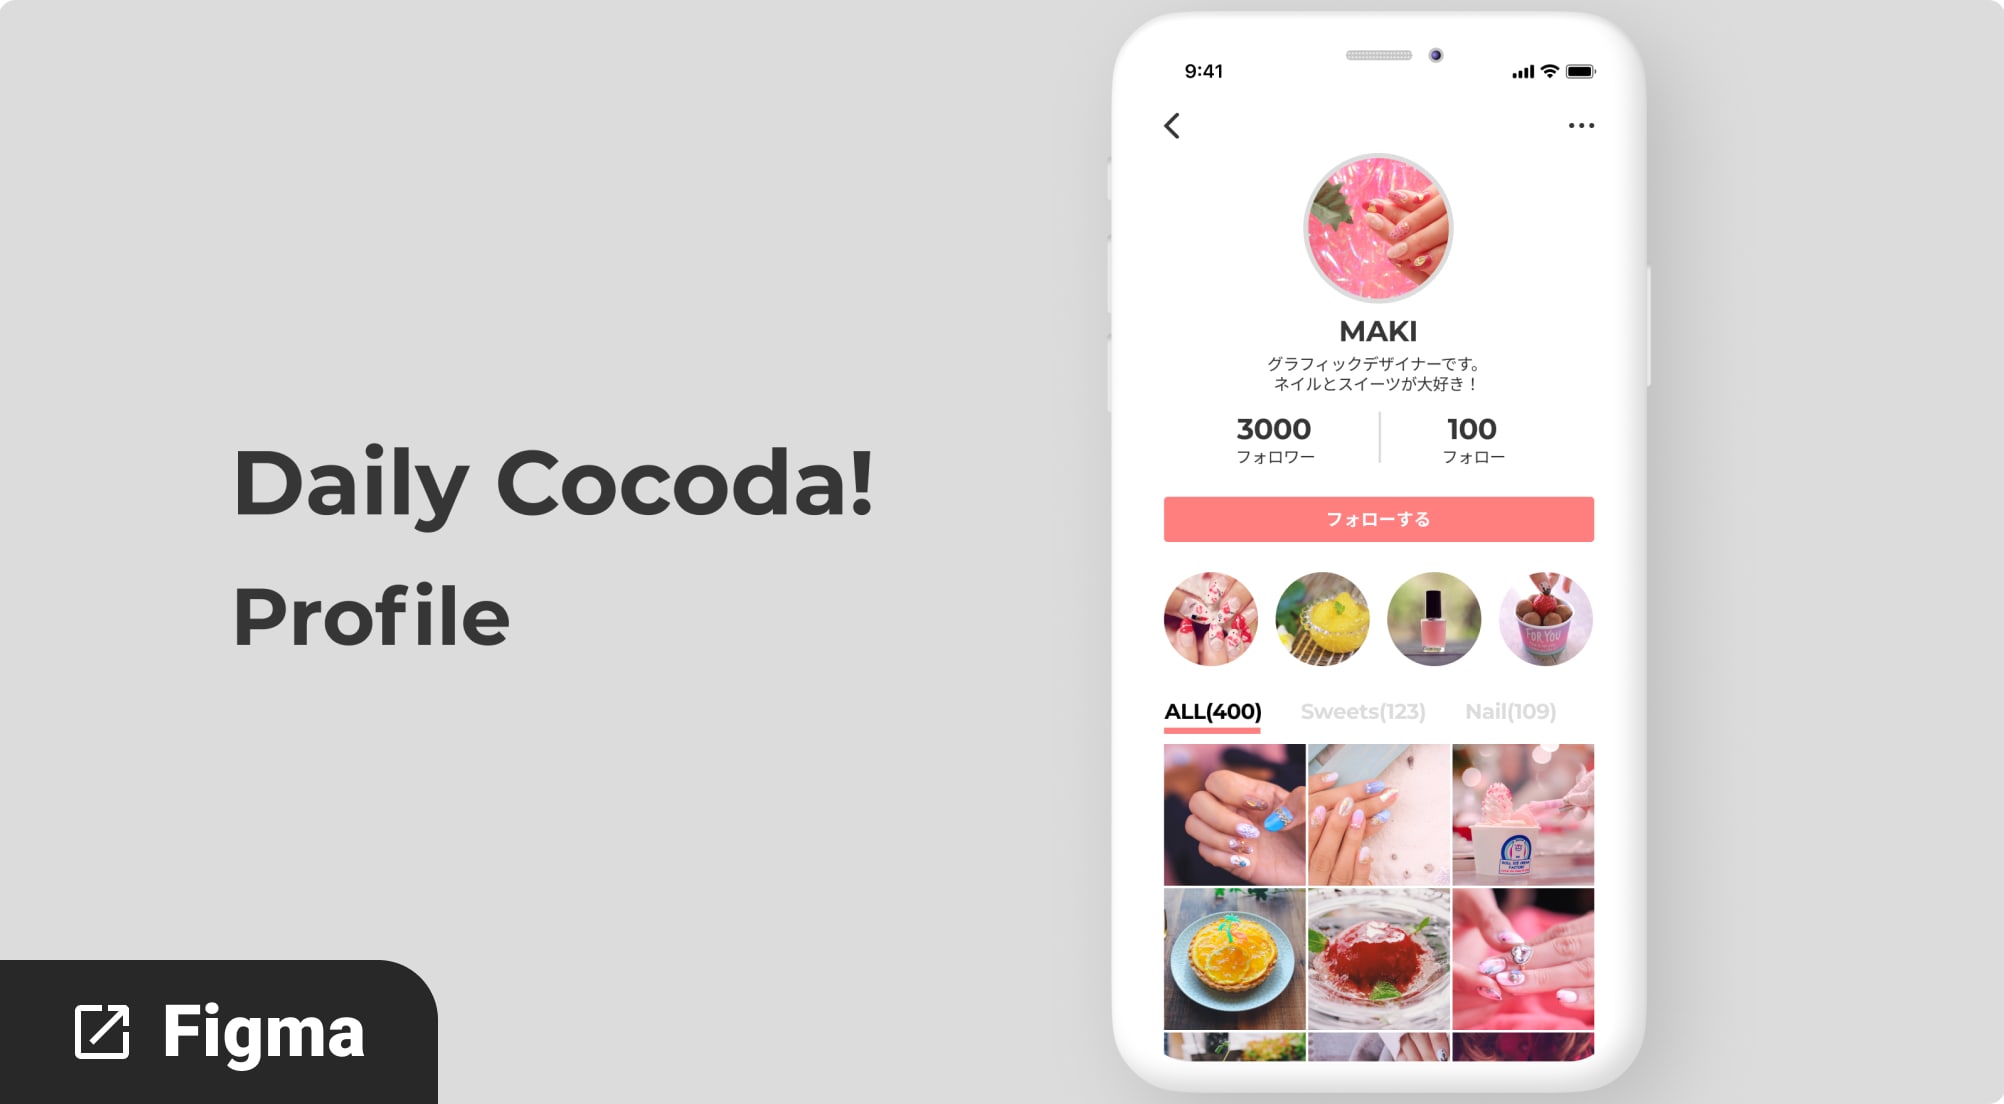 Daily Cocoda!
Profile
Figma
9:41
MAKI
グラフィックデザイナーです。
ネイルとスイーツが大好き！
3000
フォロワー
100
フォロー
フォローする
FOR YOU
ALL(400)
Sweets(123)
Nail(109)